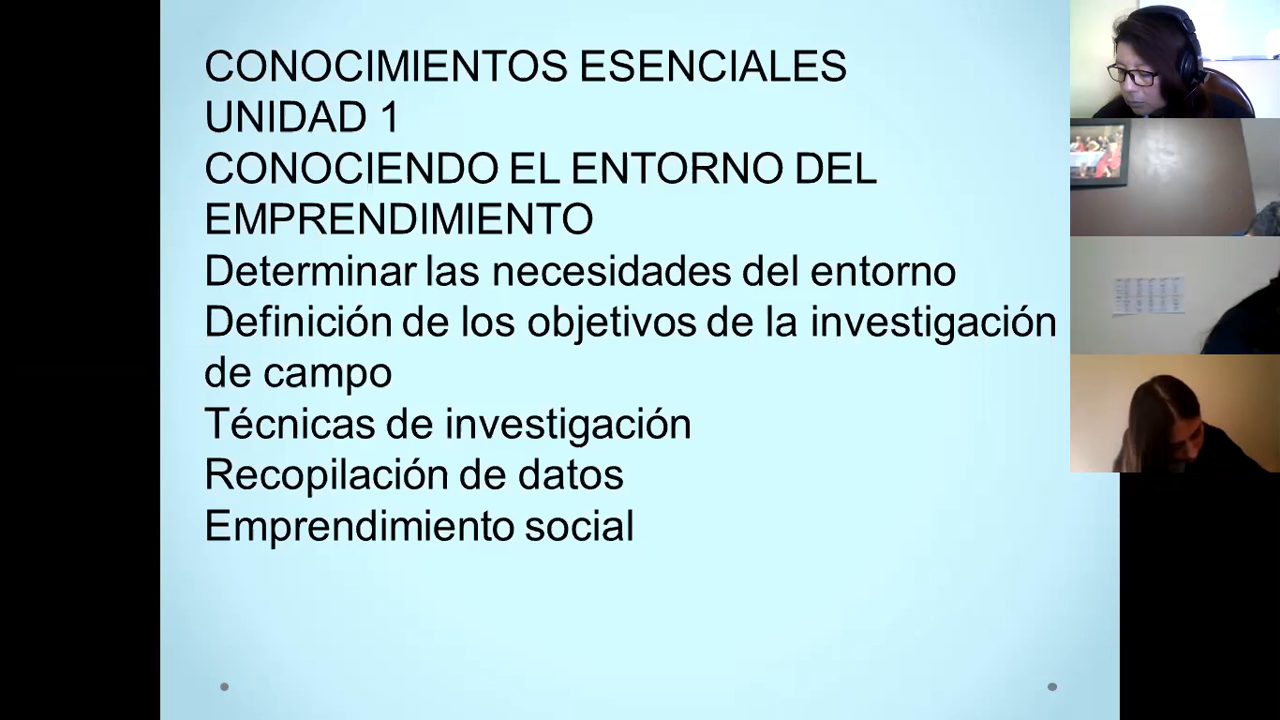 CONOCIMIENTOS ESENCIALES
UNIDAD 1
CONOCIENDO EL ENTORNO DEL
EMPRENDIMIENTO
Determinar las necesidades del entorno
Definición de los objetivos de la investigación
de campo
Técnicas de investigación
Recopilación de datos
Emprendimiento social